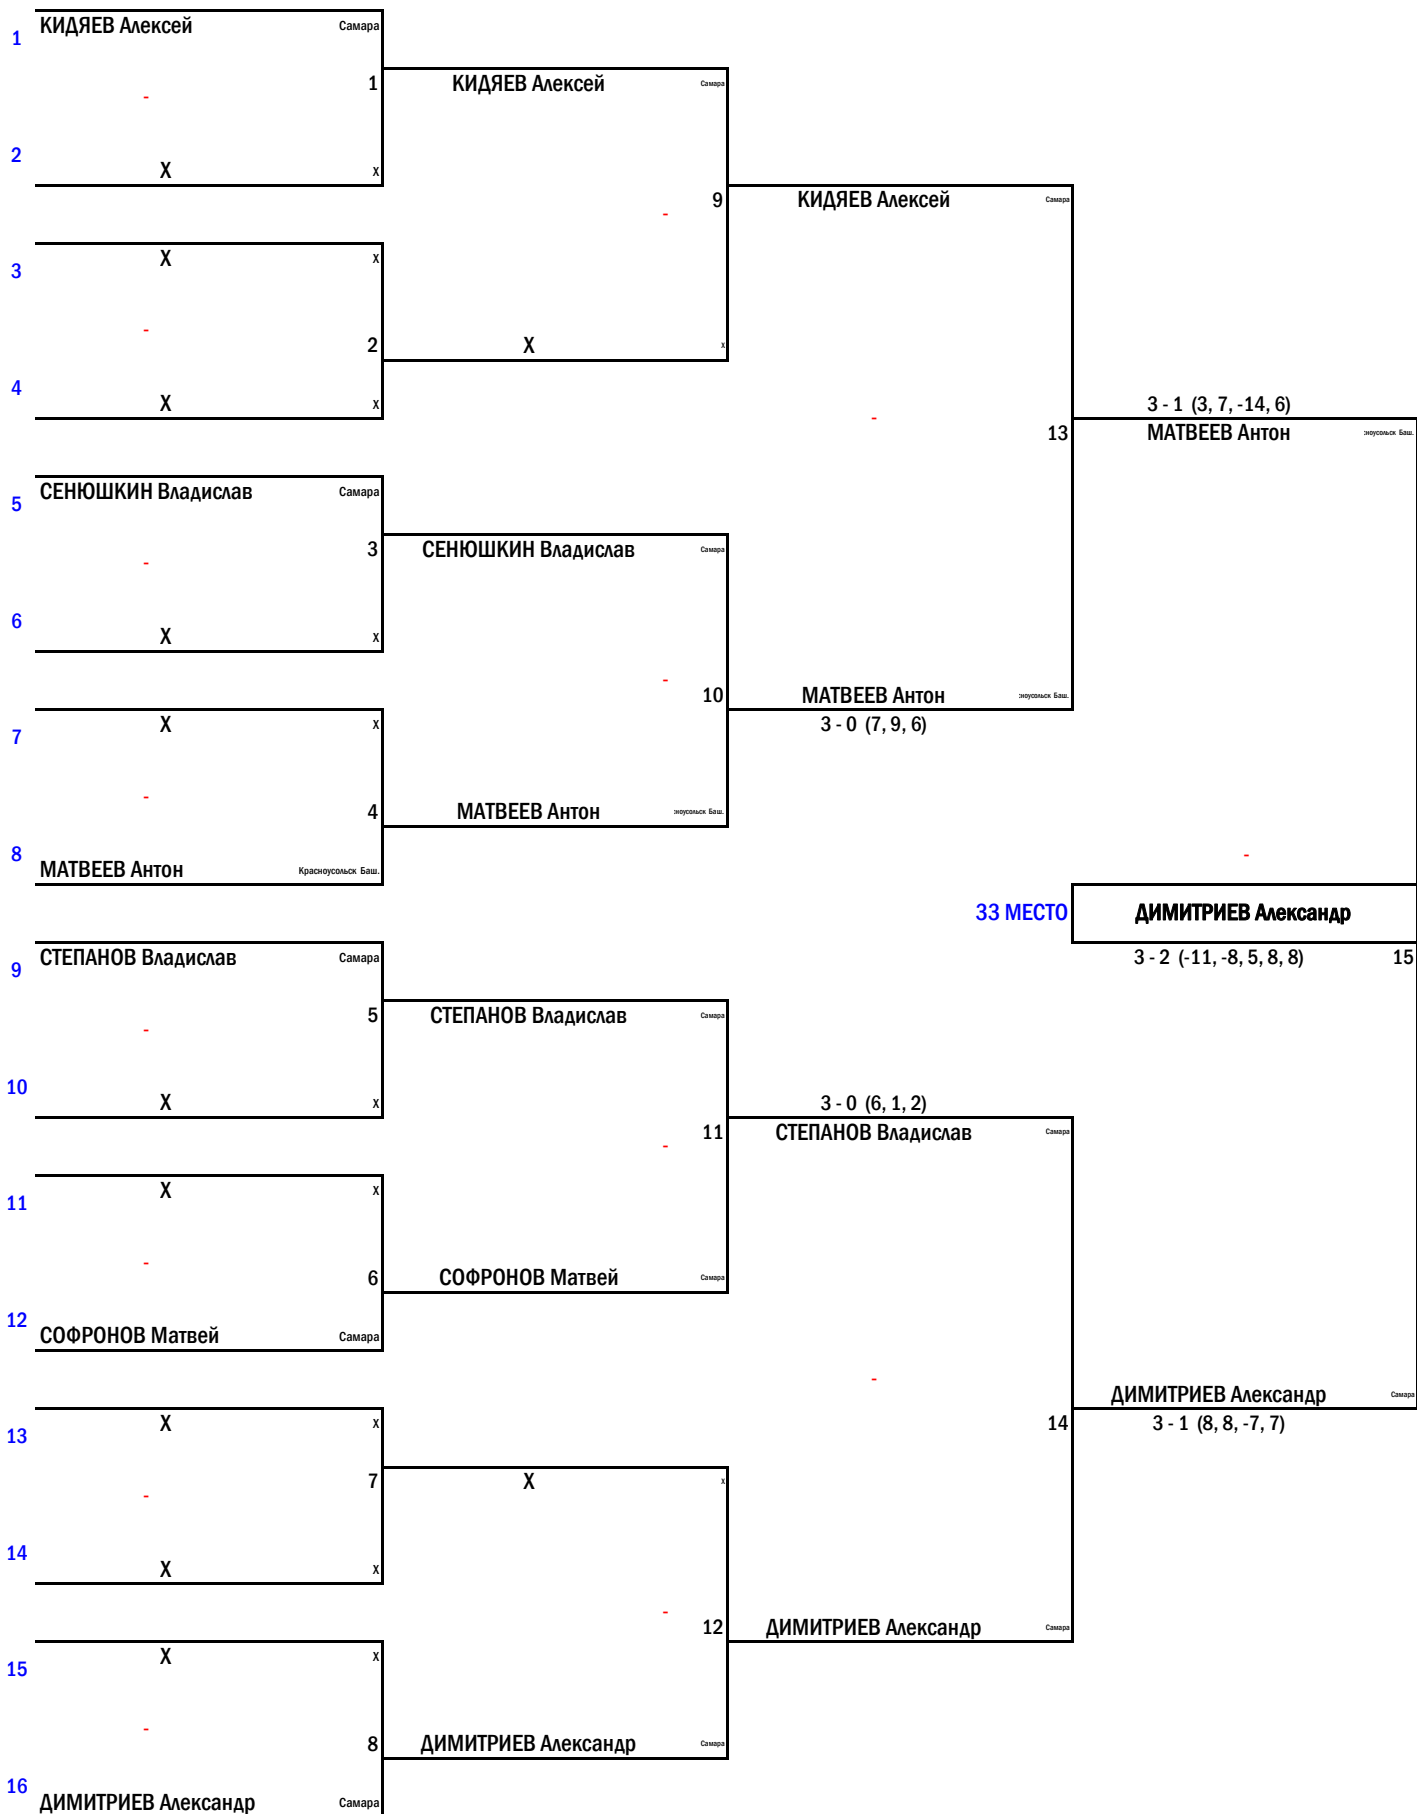 1 КИДЯЕВ Алексей Самара
1 КИДЯЕВ Алексей Самара
-
2 X X
9 КИДЯЕВ Алексей Самара
-
3 X X
-
2 X X
4 X X
3 - 1 (3, 7, -14, 6)
-
13 МАТВЕЕВ Антон сноусольск Баш.
5 СЕНЮШКИН Владислав Самара
3 СЕНЮШКИН Владислав Самара
-
6 X X
-
10 МАТВЕЕВ Антон сноусольск Баш.
7 X X
3 - 0 (7, 9, 6)
-
4 МАТВЕЕВ Антон сноусольск Баш.
8 МАТВЕЕВ Антон Красноусольск Баш.
-
33 МЕСТО ДИМИТРИЕВ Александр
9 СТЕПАНОВ Владислав Самара
3 - 2 (-11, -8, 5, 8, 8) 15
5 СТЕПАНОВ Владислав Самара
-
10 X X
3 - 0 (6, 1, 2)
11 СТЕПАНОВ Владислав Самара
-
11 X X
-
6 СОФРОНОВ Матвей Самара
12 СОФРОНОВ Матвей Самара
-
ДИМИТРИЕВ Александр Самара
13 X X
14 3 - 1 (8, 8, -7, 7)
7 X X
-
14 X X
-
12 ДИМИТРИЕВ Александр Самара
15 X X
-
8 ДИМИТРИЕВ Александр Самара
16 ДИМИТРИЕВ Александр Самара